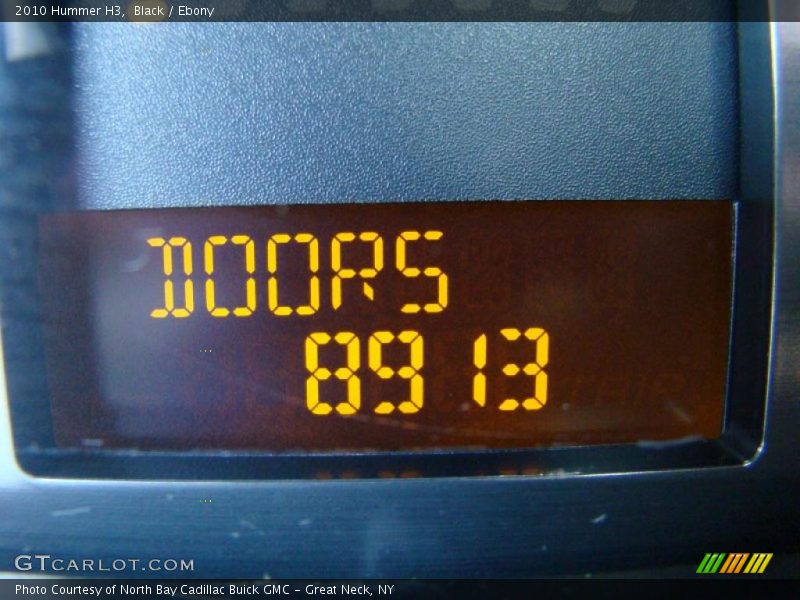 2010 Hummer H3, Black / Ebony
DOORS
8913
GTCARLOT.COM
Photo Courtesy of North Bay Cadillac Buick GMC - Great Neck, NY